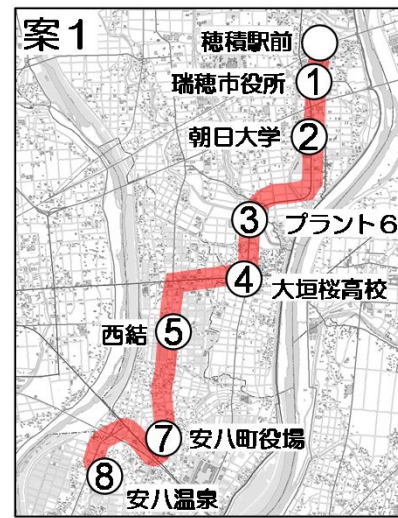 案1
穂積駅前
瑞穂市役所 ①
朝日大学 ②
③ プラント6
④ 大垣桜高校
西結 ⑤
⑦ 安八町役場
⑧ 安八温泉